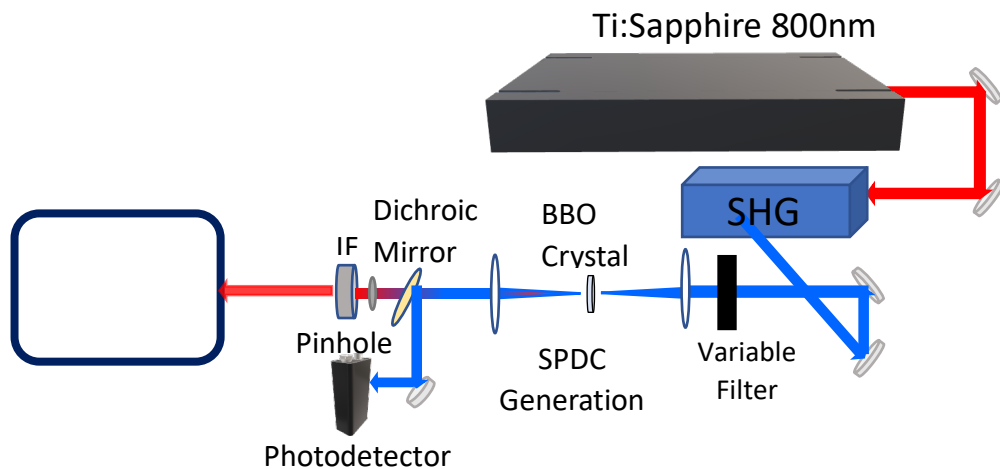 Ti:Sapphire 800nm
SHG
Dichroic
Mirror
BBO
Crystal
IF
Pinhole
SPDC
Generation
Variable
Filter
Photodetector